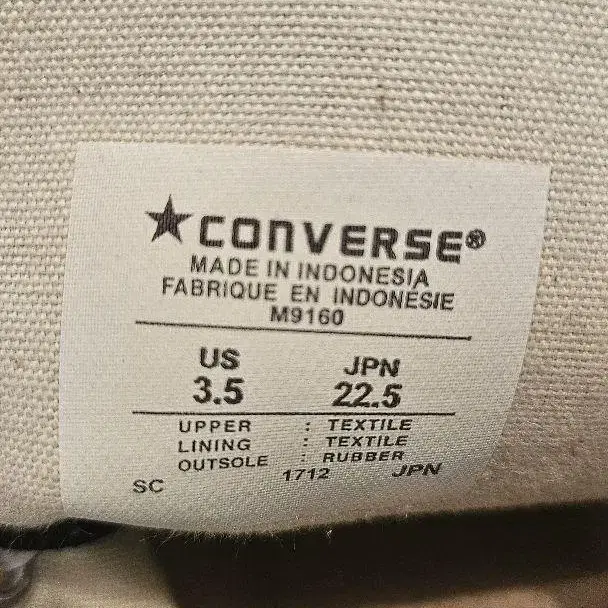 ★CONVERSE®
MADE IN INDONESIA
FABRIQUE EN INDONESIE
M9160
US JPN
3.5 22.5
UPPER : TEXTILE
LINING : TEXTILE
OUTSOLE : RUBBER
SC 1712 JPN